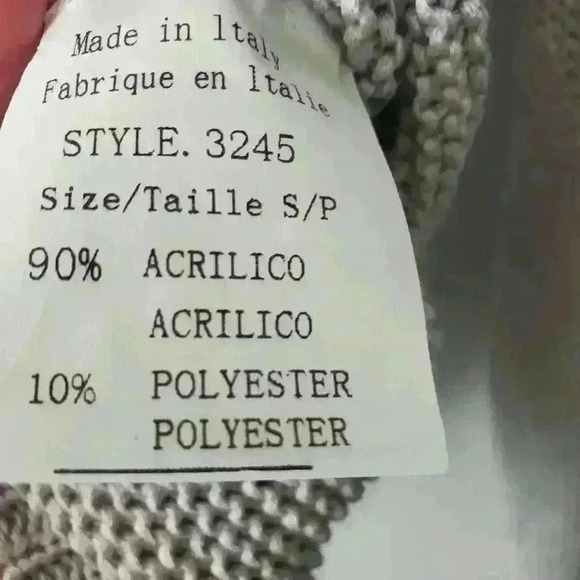 Made in Italy
Fabrique en Italie
STYLE. 3245
Size/Taille S/P
90% ACRILICO
ACRILICO
10% POLYESTER
POLYESTER